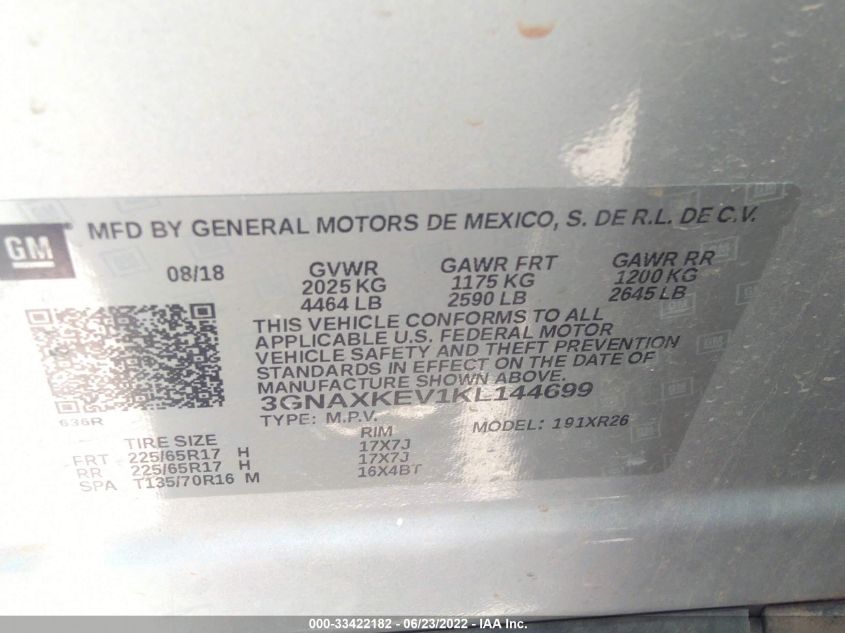 GM
MFD BY GENERAL MOTORS DE MEXICO, S. DE R.L. DE C.V.
08/18 GVWR GAWR FRT GAWR RR
2025 KG 1175 KG 1200 KG
4464 LB 2590 LB 2645 LB
THIS VEHICLE CONFORMS TO ALL
APPLICABLE U.S. FEDERAL MOTOR
VEHICLE SAFETY AND THEFT PREVENTION
STANDARDS IN EFFECT ON THE DATE OF
MANUFACTURE SHOWN ABOVE.
3GNAXKEV1KL144699
636R
TYPE: M.P.V. MODEL: 191XR26
TIRE SIZE RIM
FRT 225/65R17 H 17X7J
RR 225/65R17 H 17X7J
SPA T135/70R16 M 16X4BT
000-33422182 - 06/23/2022 - IAA Inc.